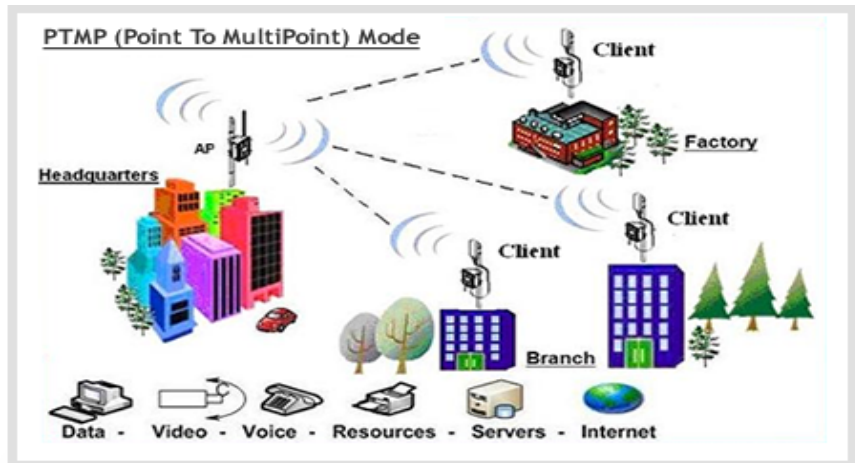 PTMP (Point To MultiPoint) Mode
Client
AP
Factory
Headquarters
Client
Client
Branch
Data - Video - Voice - Resources - Servers - Internet